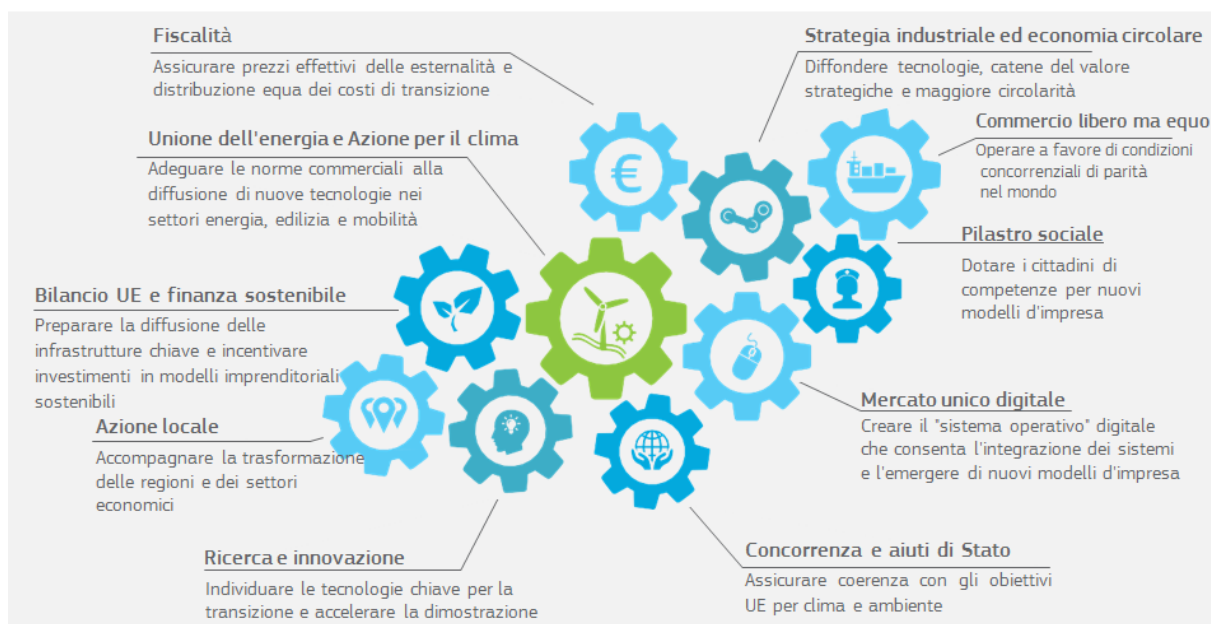 Fiscalità
Assicurare prezzi effettivi delle esternalità e
distribuzione equa dei costi di transizione
Unione dell'energia e Azione per il clima
Adeguare le norme commerciali alla
diffusione di nuove tecnologie nei
settori energia, edilizia e mobilità
Bilancio UE e finanza sostenibile
Preparare la diffusione delle
infrastrutture chiave e incentivare
investimenti in modelli imprenditoriali
sostenibili
Azione locale
Accompagnare la trasformazione
delle regioni e dei settori
economici
Ricerca e innovazione
Individuare le tecnologie chiave per la
transizione e accelerare la dimostrazione
€
Strategia industriale ed economia circolare
Diffondere tecnologie, catene del valore
strategiche e maggiore circolarità
Commercio libero ma equo
Operare a favore di condizioni
concorrenziali di parità
nel mondo
Pilastro sociale
Dotare i cittadini di
competenze per nuovi
modelli d'impresa
Mercato unico digitale
Creare il "sistema operativo" digitale
che consenta l'integrazione dei sistemi
e l'emergere di nuovi modelli d'impresa
Concorrenza e aiuti di Stato
Assicurare coerenza con gli obiettivi
UE per clima e ambiente